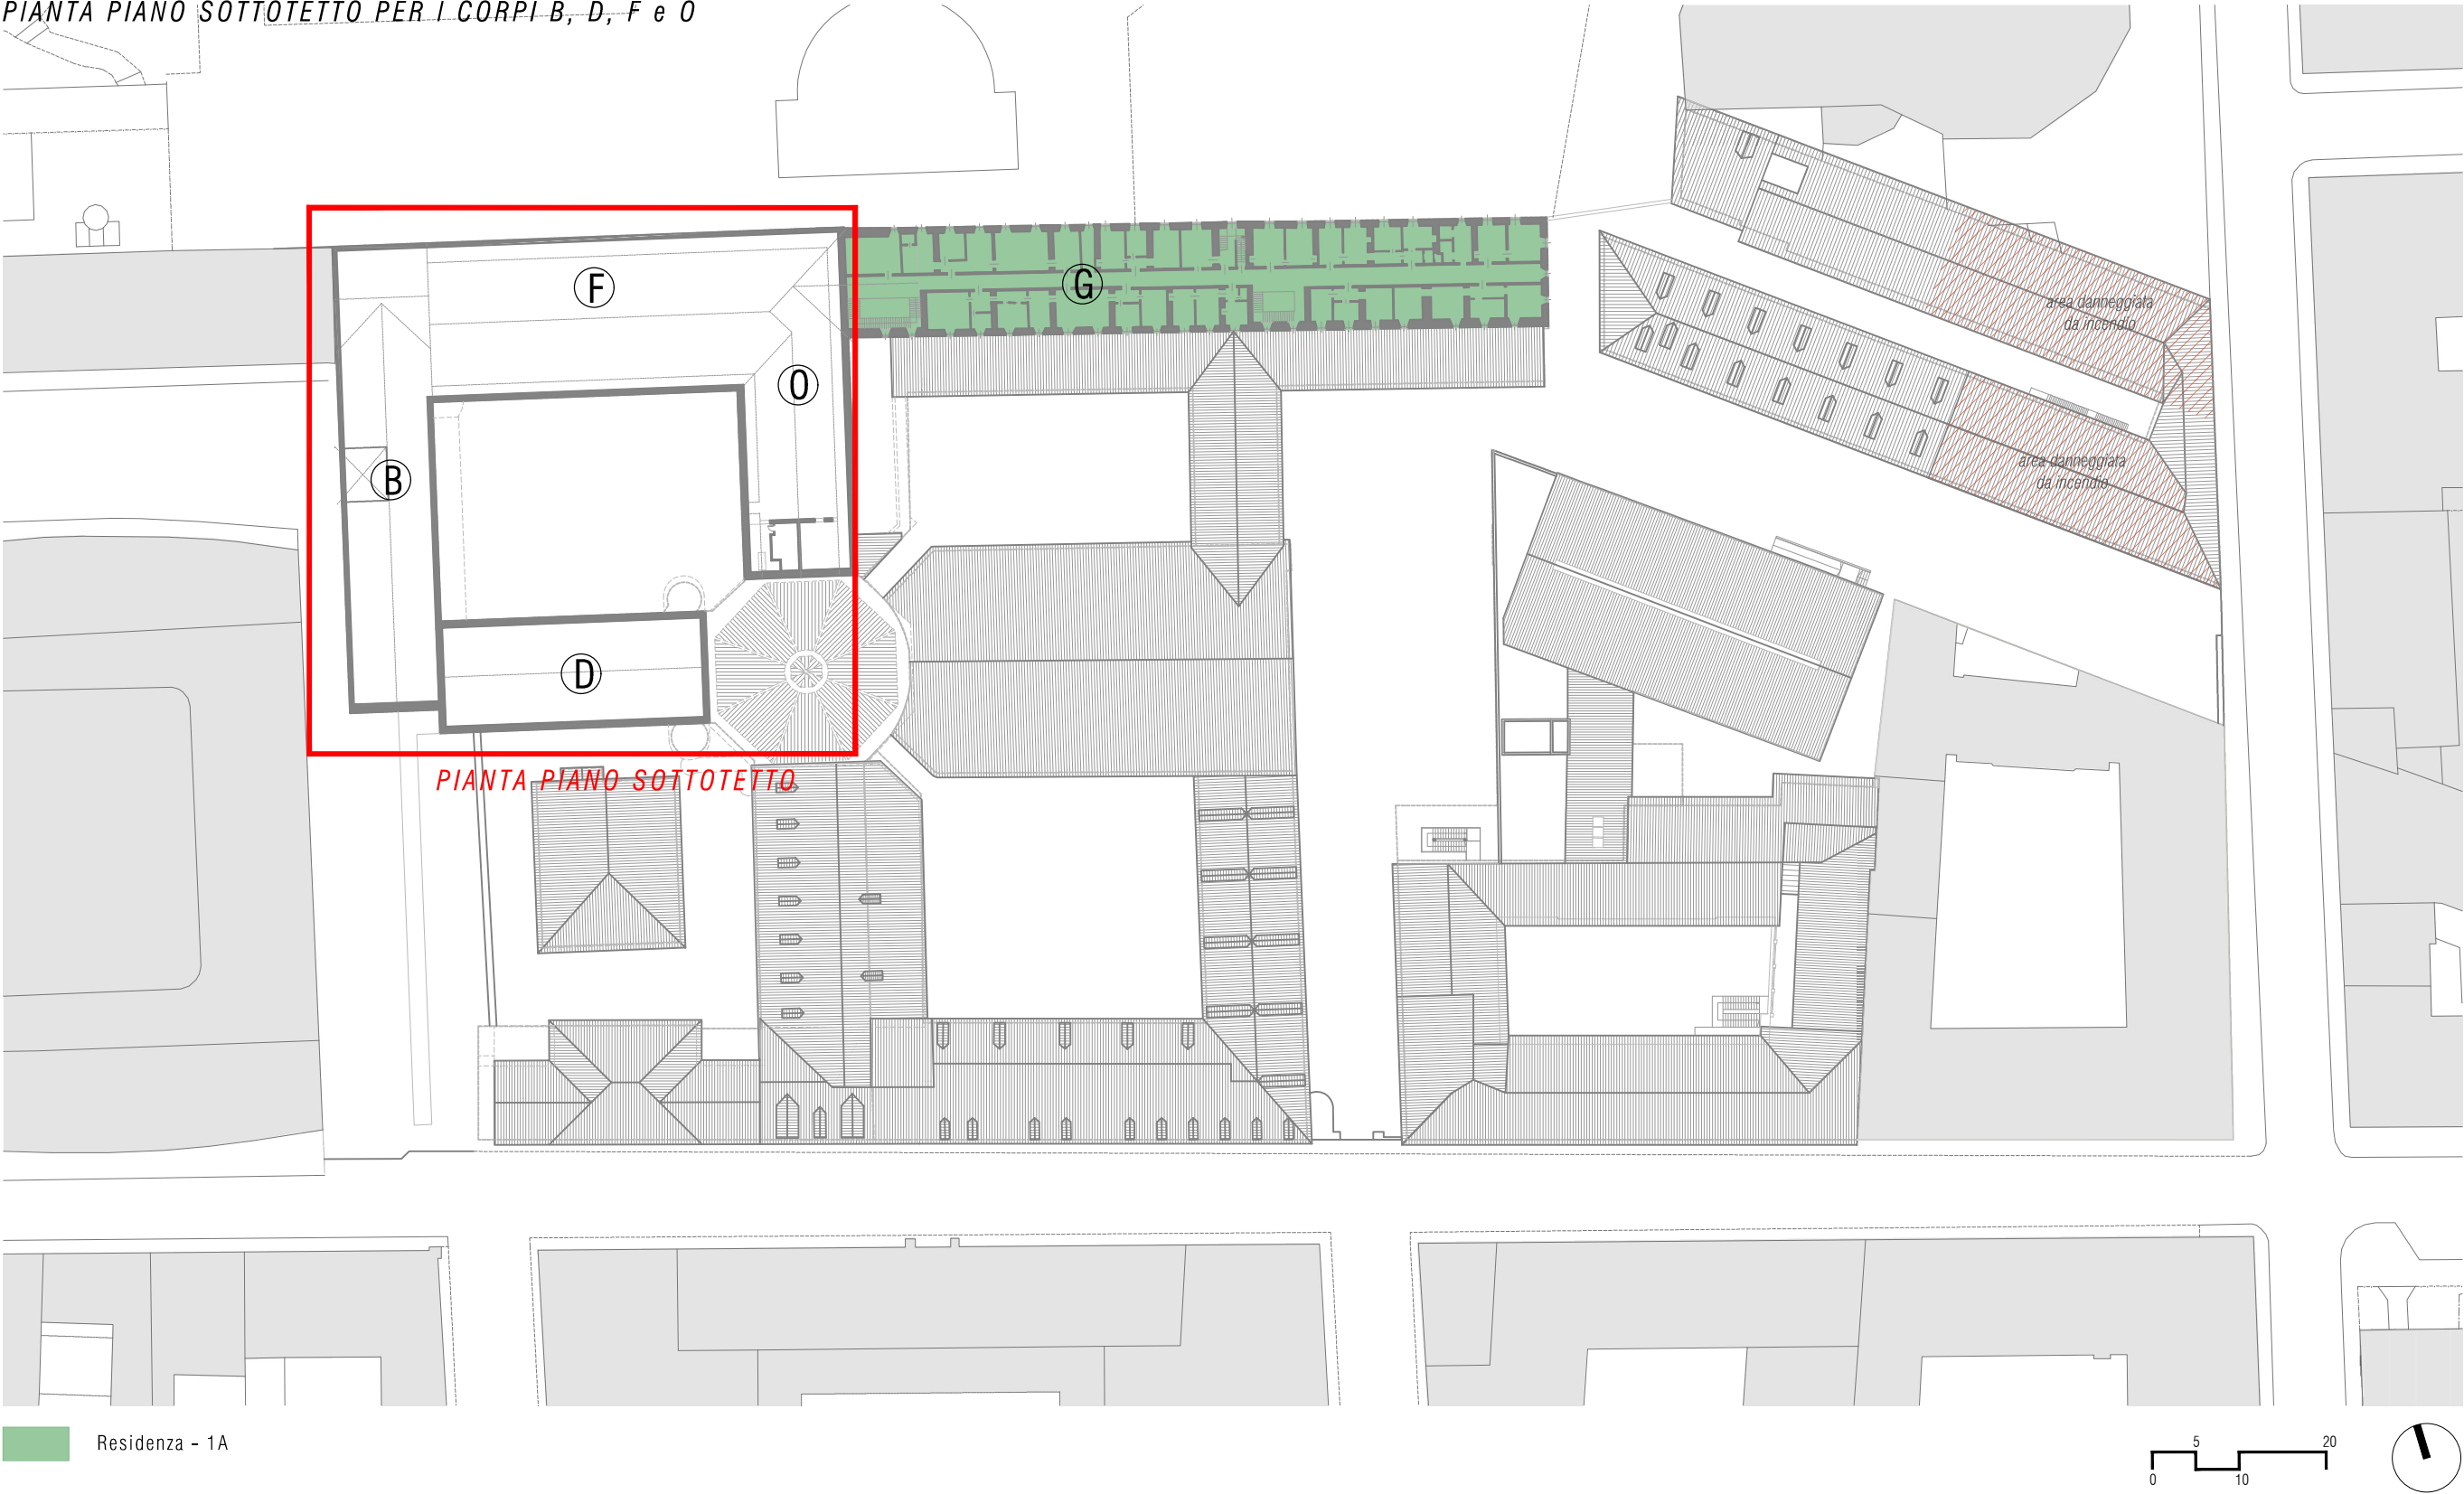 PIANTA PIANO SOTTOTETTO PER I CORPI B, D, F e O
F
G
O
B
D
area danneggiata
da incendio
area danneggiata
da incendio
PIANTA PIANO SOTTOTETTO
Residenza - 1A
5 20
0 10